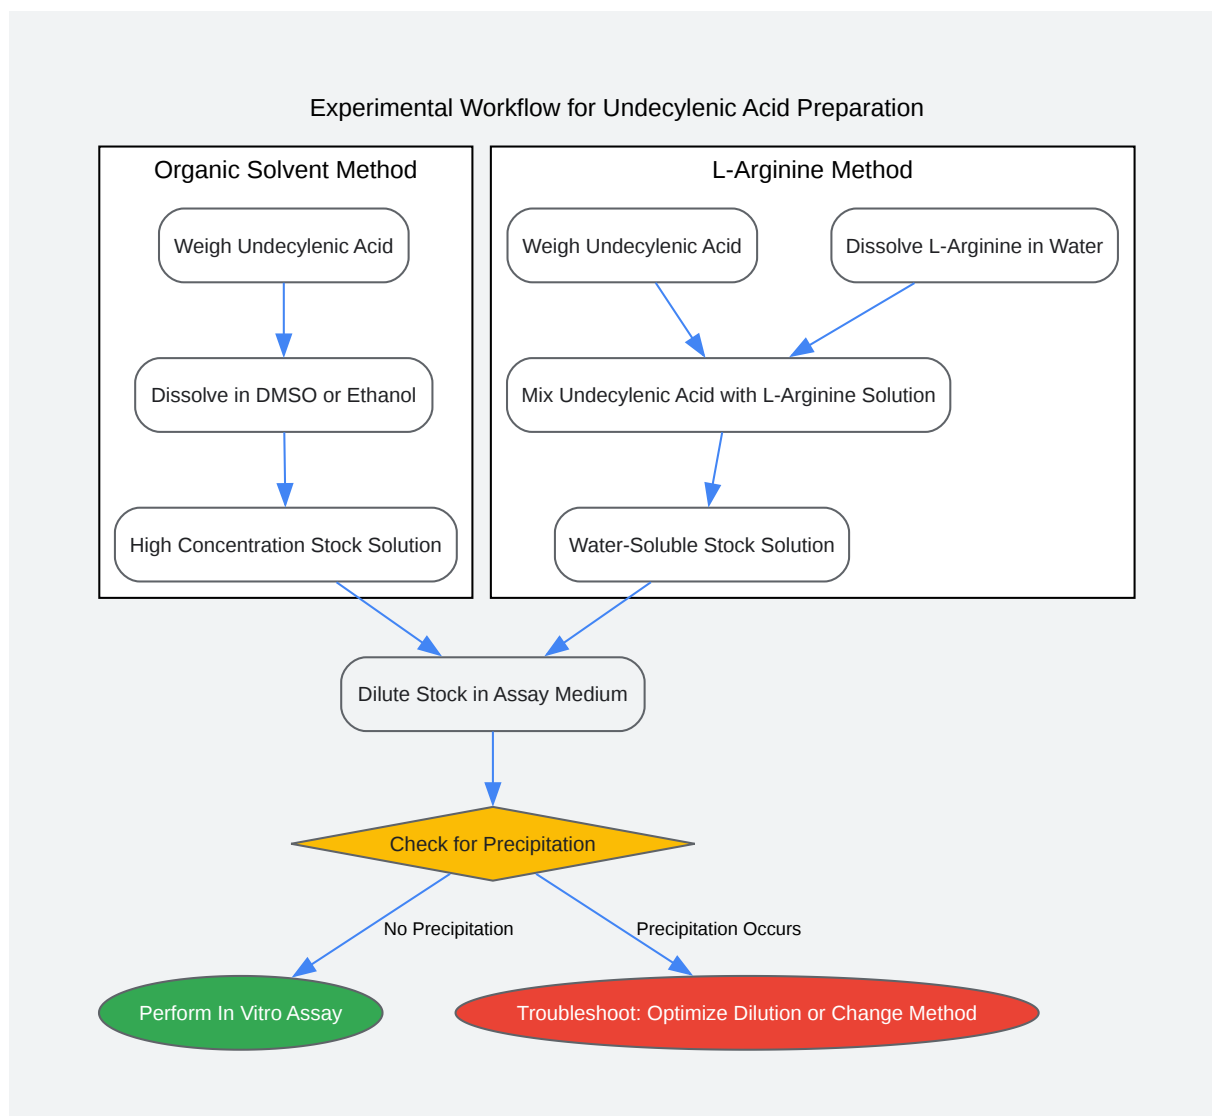 Experimental Workflow for Undecylenic Acid Preparation
Organic Solvent Method
Weigh Undecylenic Acid
Dissolve in DMSO or Ethanol
High Concentration Stock Solution
L-Arginine Method
Weigh Undecylenic Acid
Dissolve L-Arginine in Water
Mix Undecylenic Acid with L-Arginine Solution
Water-Soluble Stock Solution
Dilute Stock in Assay Medium
Check for Precipitation
No Precipitation
Precipitation Occurs
Perform In Vitro Assay
Troubleshoot: Optimize Dilution or Change Method